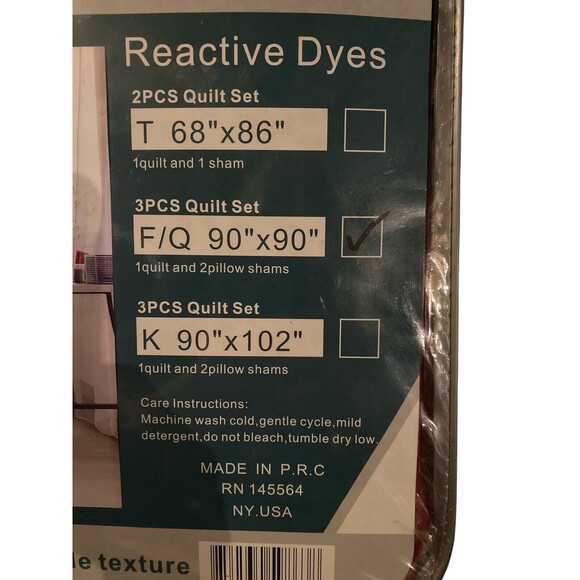 Reactive Dyes
2PCS Quilt Set
T 68"x86"
1quilt and 1 sham
3PCS Quilt Set
F/Q 90"x90"
1quilt and 2pillow shams
3PCS Quilt Set
K 90"x102"
1quilt and 2pillow shams
Care Instructions:
Machine wash cold,gentle cycle,mild
detergent,do not bleach,tumble dry low.
MADE IN P.R.C
RN 145564
NY.USA
texture